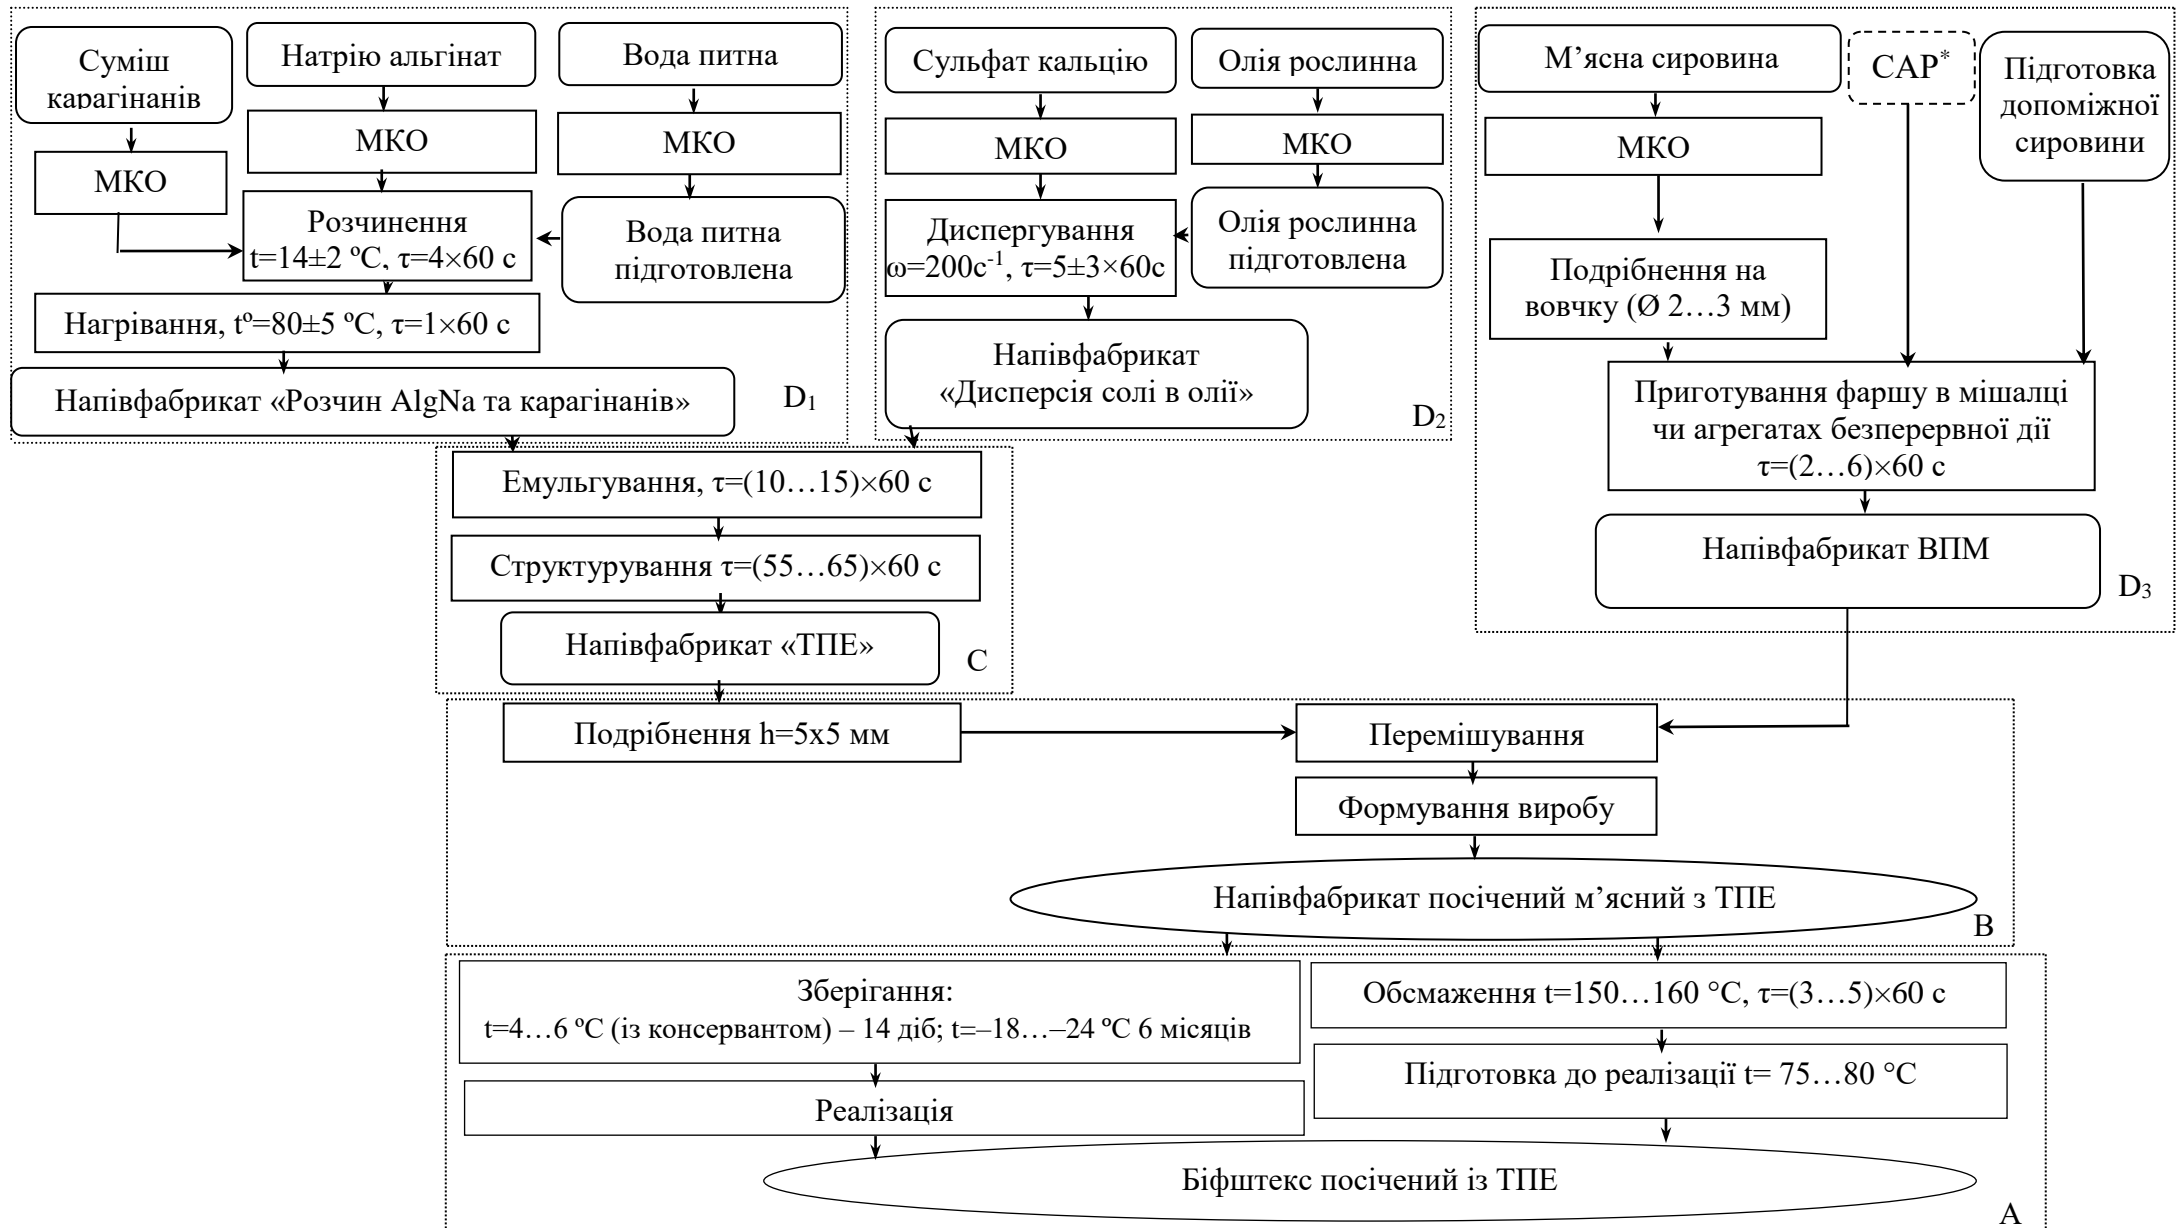 Суміш
карагінанів
МКО
Натрію альгінат
МКО
Розчинення
t=14±2 ºС, τ=4×60 с
Вода питна
МКО
Вода питна
підготовлена
Нагрівання, tº=80±5 ºС, τ=1×60 с
Напівфабрикат «Розчин AlgNa та карагінанів»
D1
Сульфат кальцію
МКО
Диспергування
ω=200с-1, τ=5±3×60с
Олія рослинна
МКО
Олія рослинна
підготовлена
Напівфабрикат
«Дисперсія солі в олії»
D2
М’ясна сировина
МКО
Подрібнення на
вовчку (Ø 2…3 мм)
САР*
Підготовка
допоміжної
сировини
Приготування фаршу в мішалці
чи агрегатах безперервної дії
τ=(2…6)×60 с
Напівфабрикат ВПМ
D3
Емульгування, τ=(10…15)×60 с
Структурування τ=(55…65)×60 с
Напівфабрикат «ТПЕ»
С
Подрібнення h=5х5 мм
Перемішування
Формування виробу
Напівфабрикат посічений м’ясний з ТПЕ
В
Зберігання:
t=4…6 ºС (із консервантом) – 14 діб; t=–18…–24 ºС 6 місяців
Реалізація
Обсмаження t=150…160 °С, τ=(3…5)×60 с
Підготовка до реалізації t= 75…80 °С
Біфштекс посічений із ТПЕ
А